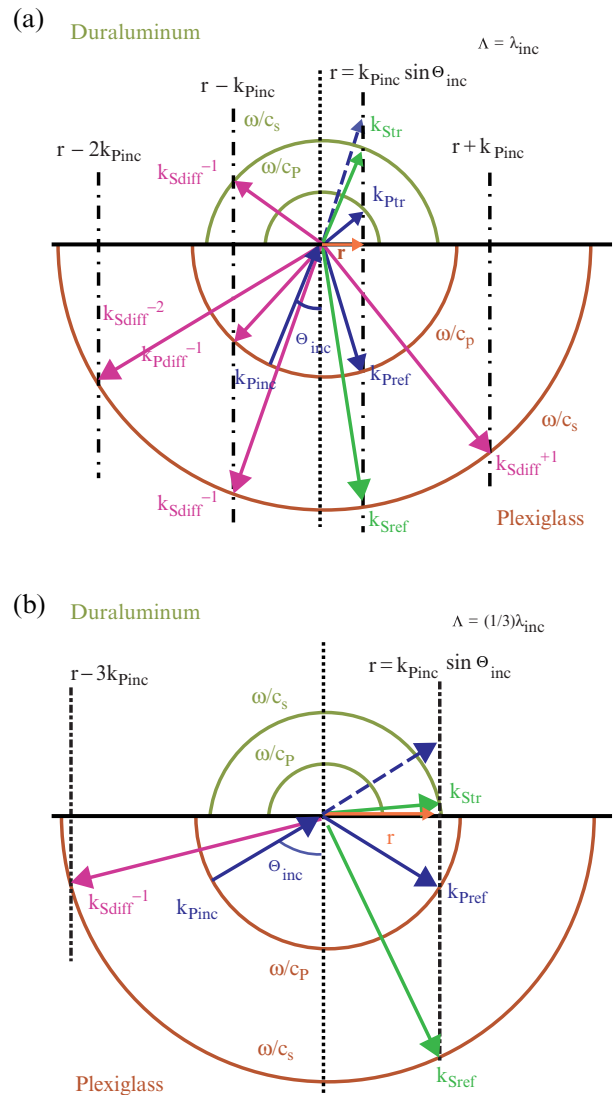 (a)
Duraluminum
Λ = λinc
r = kPinc sinΘinc
r − kPinc
ω/cs
r − 2kPinc
kStr
r + kPinc
ω/cP
kSdiff−1
kPtr
r
kSdiff−2
kPdiff−1
Θinc
ω/cp
kPinc
kPref
ω/cs
kSdiff+1
kSdiff−1
kSref
Plexiglass
(b)
Duraluminum
Λ = (1/3)λinc
r − 3kPinc
r = kPinc sin Θinc
ω/cs
ω/cP
kStr
r
Θinc
kSdiff−1
kPinc
kPref
ω/cP
ω/cs
Plexiglass
kSref